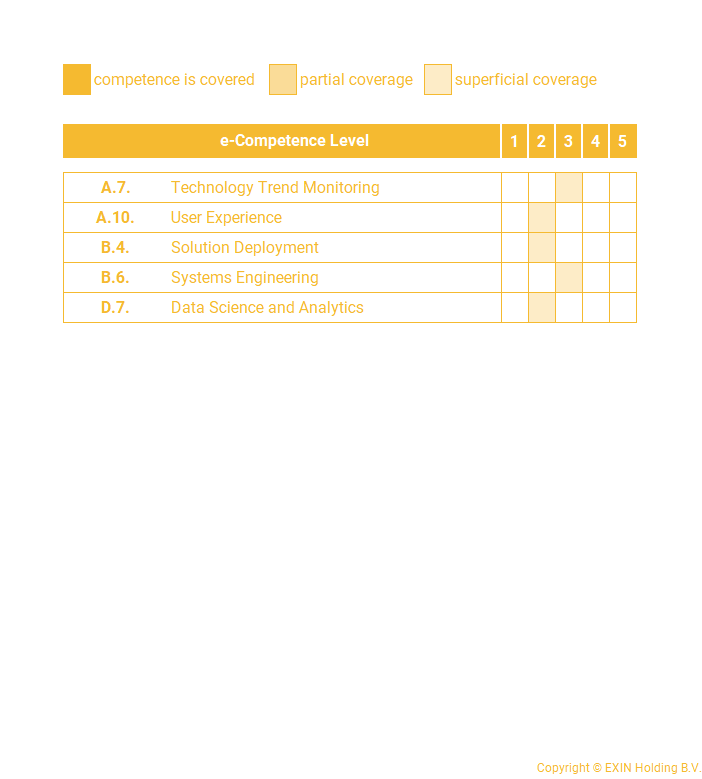 competence is covered partial coverage superficial coverage
e-Competence Level 1 2 3 4 5
A.7. Technology Trend Monitoring
A.10. User Experience
B.4. Solution Deployment
B.6. Systems Engineering
D.7. Data Science and Analytics
Copyright © EXIN Holding B.V.